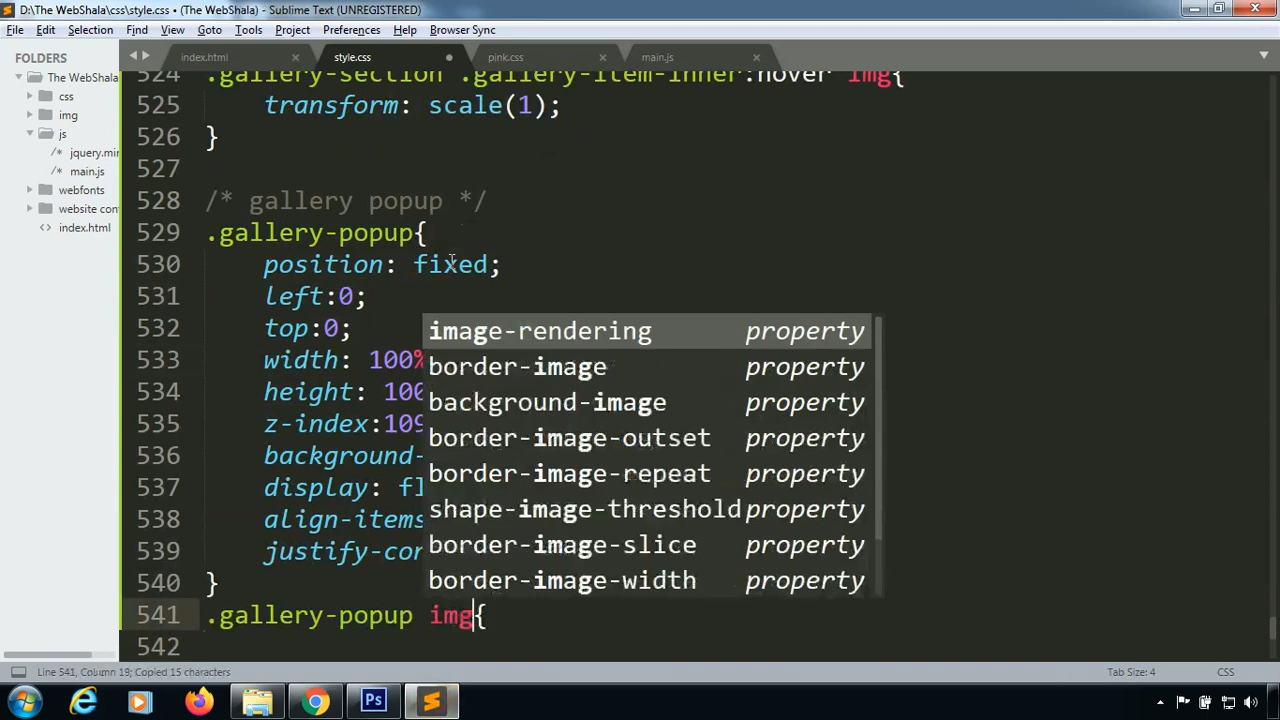 D:\The WebShala\css\style.css • (The WebShala) - Sublime Text (UNREGISTERED)
File Edit Selection Find View Goto Tools Project Preferences Help Browser Sync
FOLDERS
The WebShala
css
img
js
/* jquery.min
/* main.js
webfonts
website con
index.html
index.html style.css pink.css main.js
524 .gallery-section .gallery-item-inner:hover img{
525 transform: scale(1);
526 }
527
528 /* gallery popup */
529 .gallery-popup{
530 position: fixed;
531 left:0;
532 top:0;
533 width: 100%
534 height: 100
535 z-index:109
536 background-
537 display: fl
538 align-items
539 justify-con
540 }
541 .gallery-popup img{
542
image-rendering property
border-image property
background-image property
border-image-outset property
border-image-repeat property
shape-image-threshold property
border-image-slice property
border-image-width property
Line 541, Column 19; Copied 15 characters
Tab Size: 4 CSS
Ps